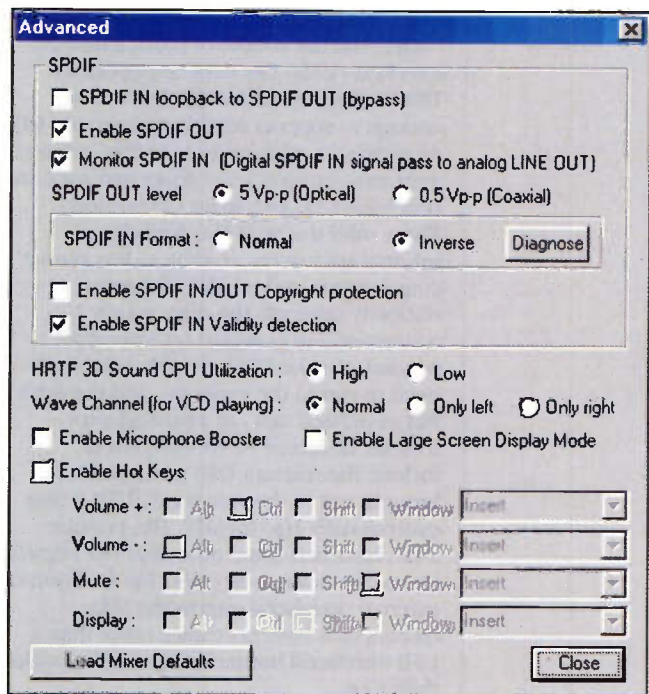 Advanced
SPDIF
SPDIF IN loopback to SPDIF OUT (bypass)
Enable SPDIF OUT
Monitor SPDIF IN (Digital SPDIF IN signal pass to analog LINE OUT)
SPDIF OUT level 5 Vp-p (Optical) 0.5 Vp-p (Coaxial)
SPDIF IN Format : Normal Inverse Diagnose
Enable SPDIF IN/OUT Copyright protection
Enable SPDIF IN Validity detection
HRTF 3D Sound CPU Utilization : High Low
Wave Channel (for VCD playing) : Normal Only left Only right
Enable Microphone Booster Enable Large Screen Display Mode
Enable Hot Keys
Volume + : Alt Ctrl Shift Window Insert
Volume - : Alt Ctrl Shift Window Insert
Mute : Alt Ctrl Shift Window Insert
Display : Alt Ctrl Shift Window Insert
Load Mixer Defaults Close